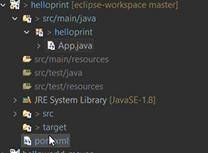 helloprint [eclipse-workspace master]
src/main/java
helloprint
App.java
src/main/resources
src/test/java
src/test/resources
JRE System Library [JavaSE-1.8]
src
target
pom.xml